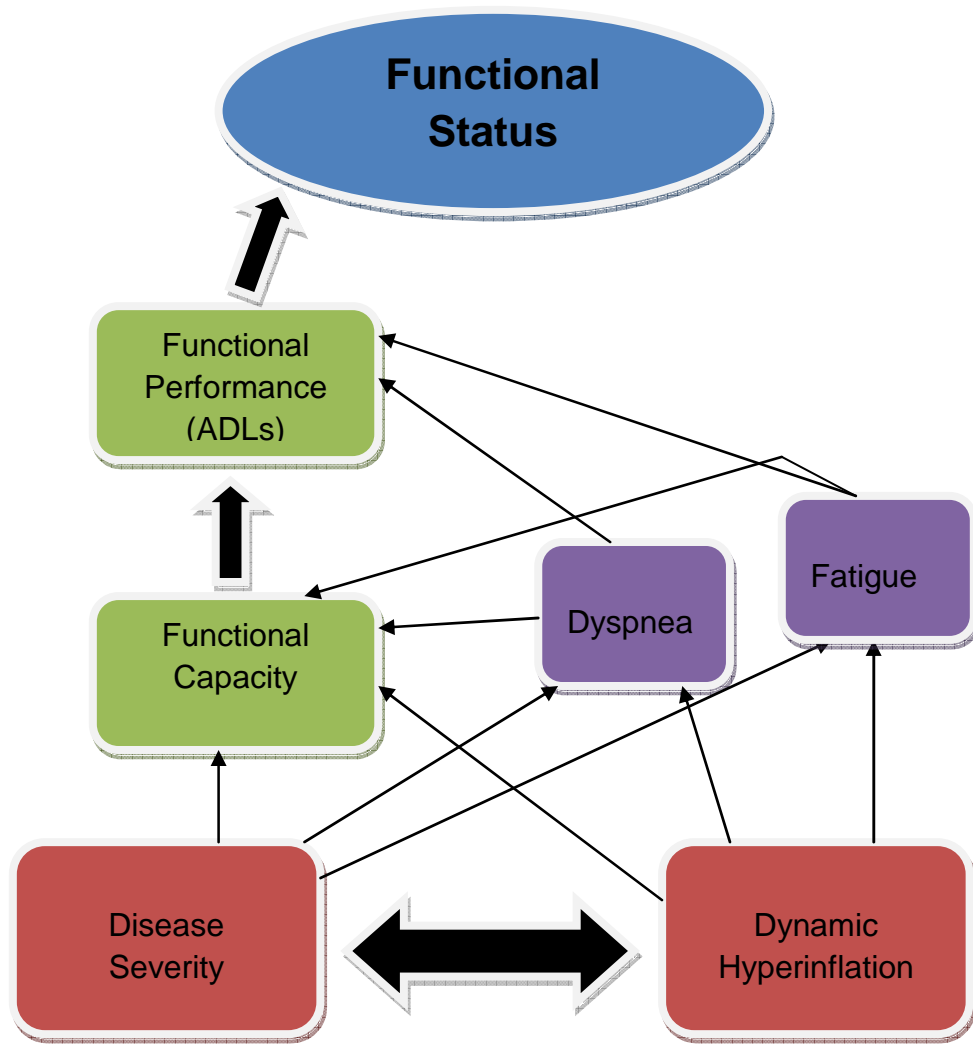 Functional
Status
Functional
Performance
(ADLs)
Fatigue
Dyspnea
Functional
Capacity
Disease
Severity
Dynamic
Hyperinflation